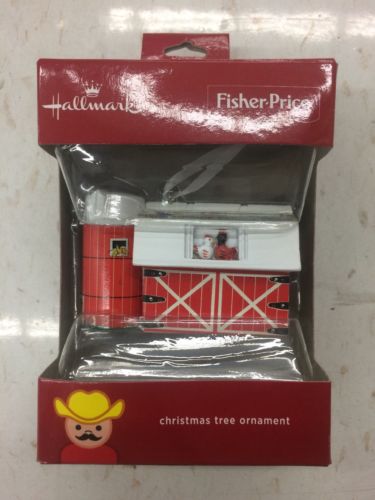 Hallmark
Fisher-Price
christmas tree ornament